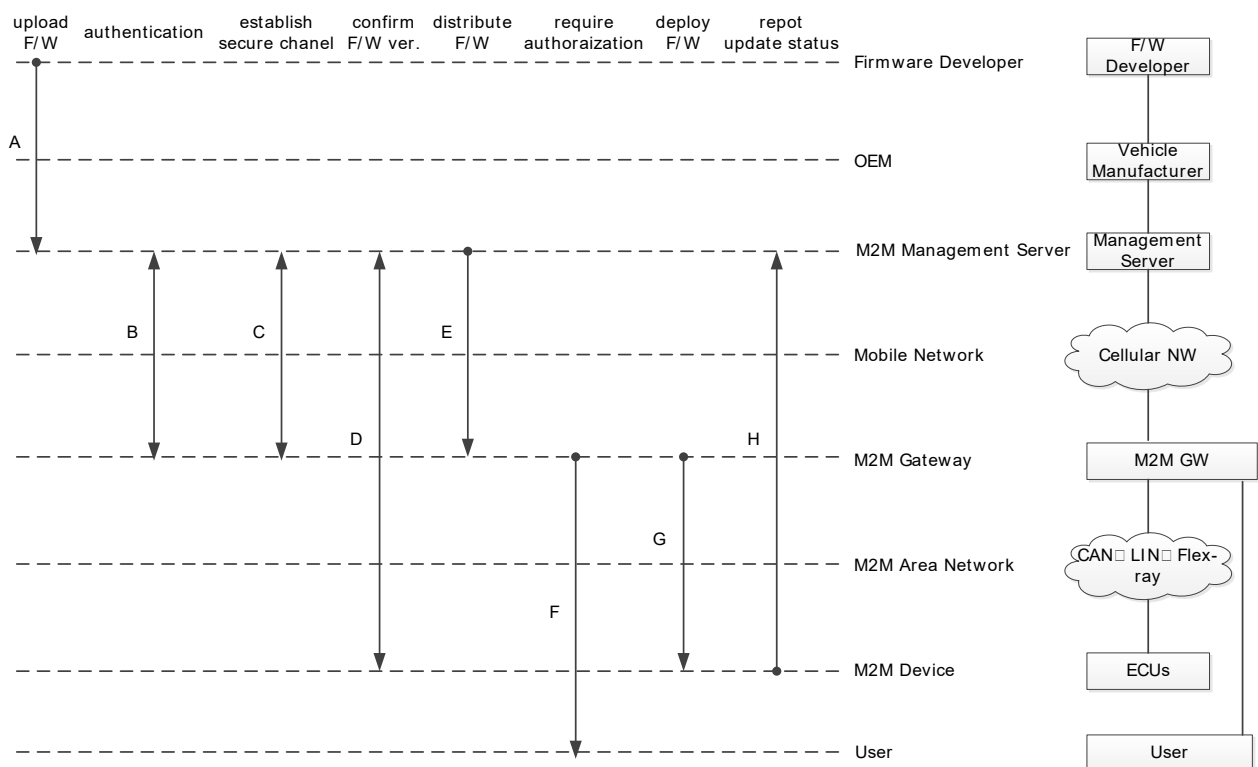 upload
F/W
authentication
establish
secure chanel
confirm
F/W ver.
distribute
F/W
require
authoraization
deploy
F/W
repot
update status
Firmware Developer
F/W
Developer
A
OEM
Vehicle
Manufacturer
M2M Management Server
Management
Server
B
C
E
Mobile Network
Cellular NW
D
H
M2M Gateway
M2M GW
G
M2M Area Network
CAN□ LIN□ Flex-
ray
F
M2M Device
ECUs
User
User